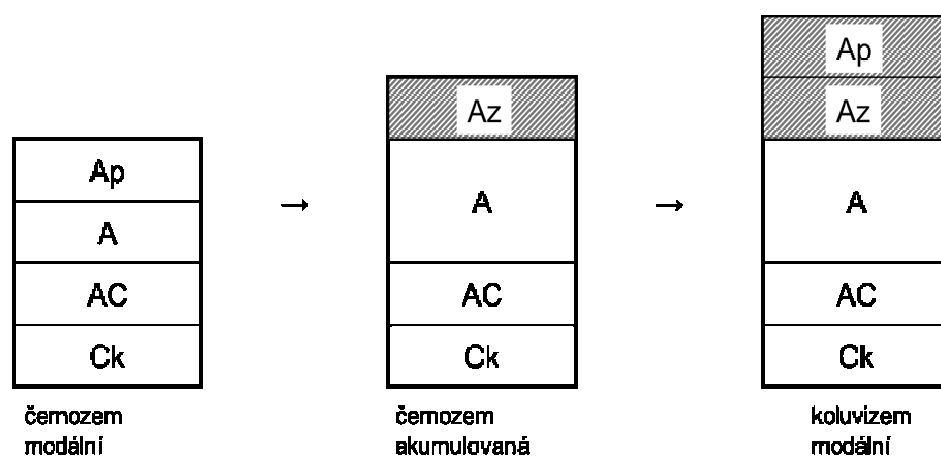 Ap
A
AC
Ck
černozem
modální
→
Az
A
AC
Ck
černozem
akumulovaná
→
Ap
Az
A
AC
Ck
koluvizem
modální